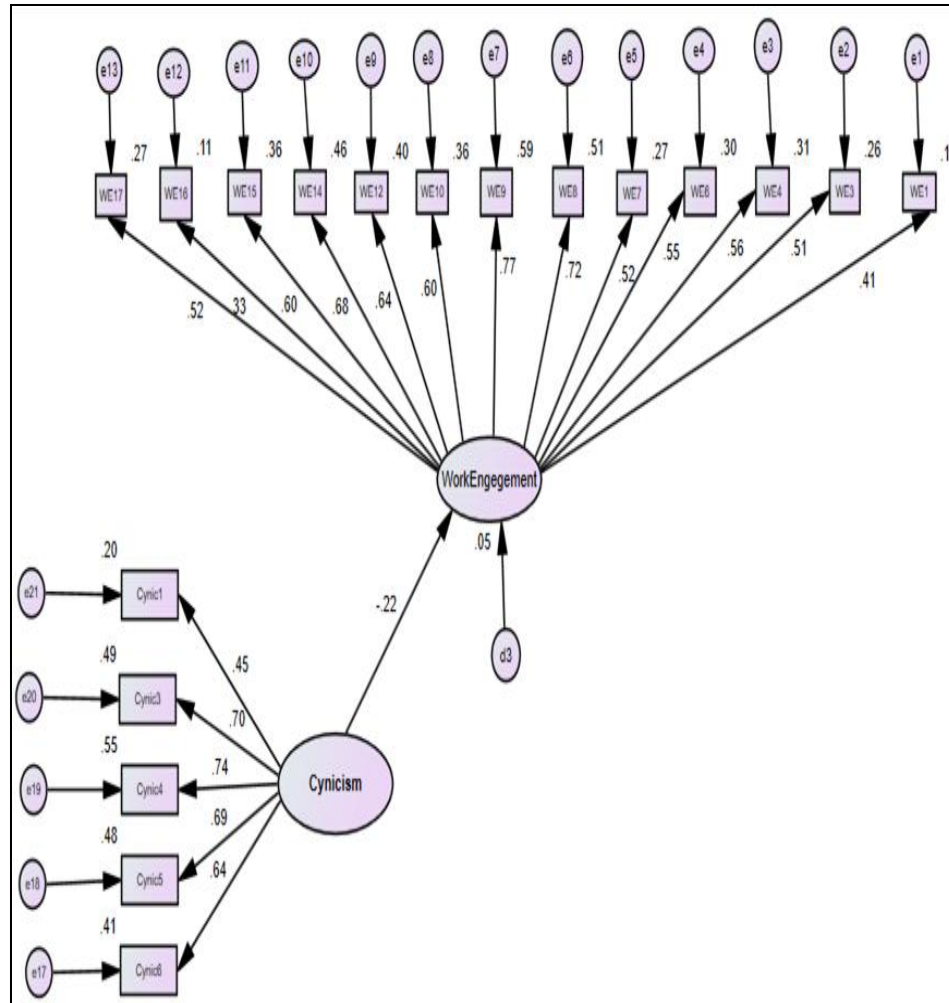 e13 e12 e11 e10 e9 e8 e7 e6 e5 e4 e3 e2 e1
.27 .11 .36 .46 .40 .36 .59 .51 .27 .30 .31 .26 .1
WE17 WE16 WE15 WE14 WE12 WE10 WE9 WE8 WE7 WE6 WE4 WE3 WE1
.52 .33 .60 .68 .64 .60 .77 .72 .52 .55 .56 .51 .41
WorkEngegement
.05
-.22
d3
.20
e21 Cynic1
.45
.49
e20 Cynic3
.70
.55
e19 Cynic4
.74
Cynicism
.69
.48
e18 Cynic5
.64
.41
e17 Cynic6